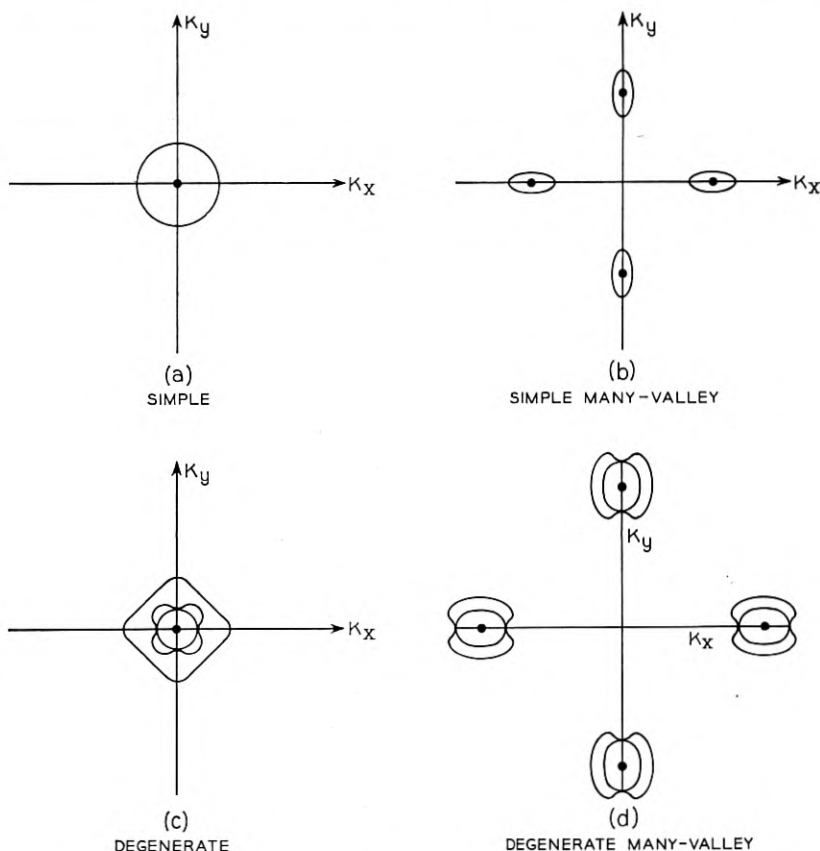 Ky
Kx
(a)
SIMPLE
Ky
Kx
(b)
SIMPLE MANY-VALLEY
Ky
Kx
(c)
DEGENERATE
Ky
Kx
(d)
DEGENERATE MANY-VALLEY